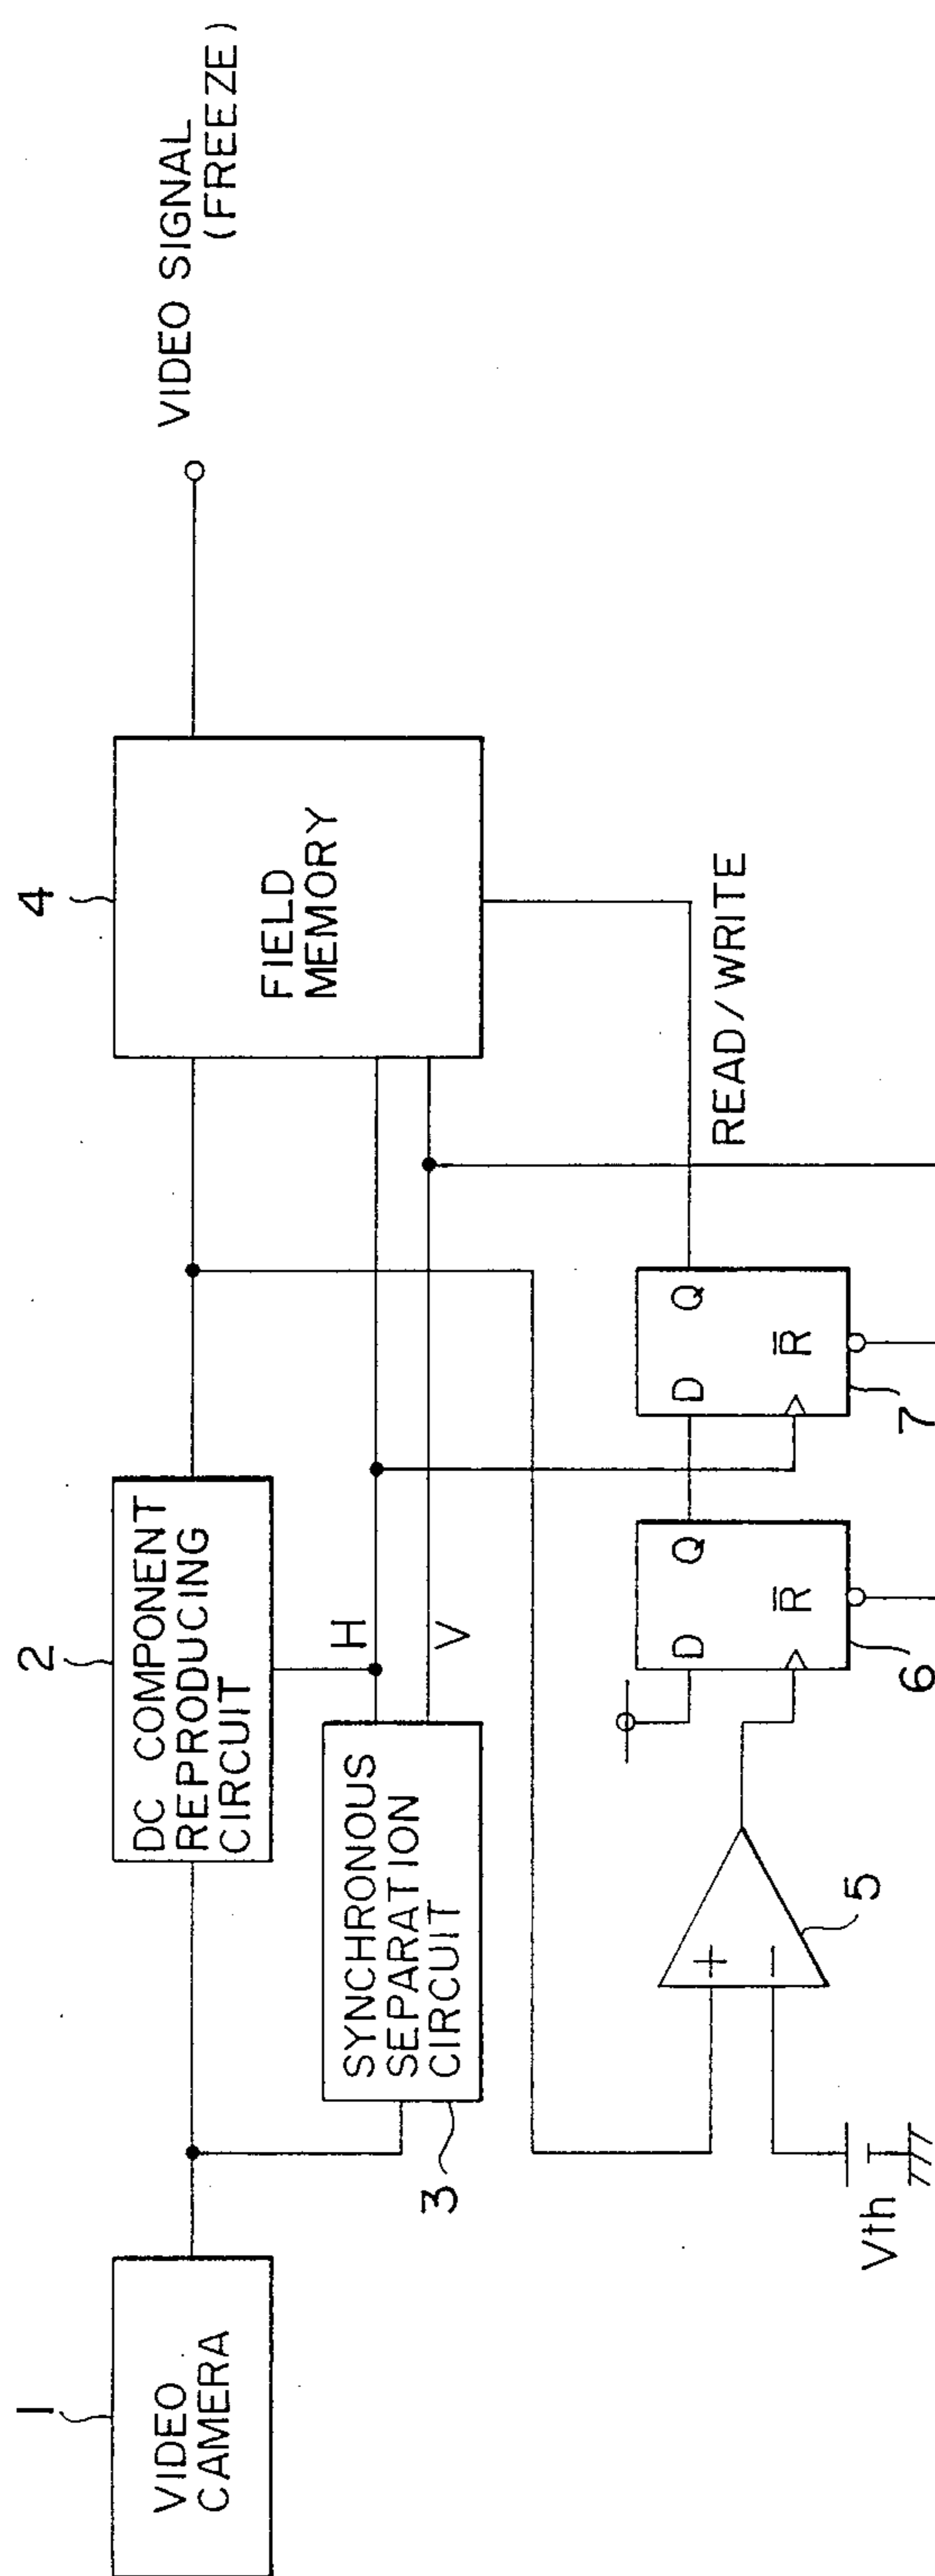 1
VIDEO
CAMERA
2
DC COMPONENT
REPRODUCING
CIRCUIT
3
SYNCHRONOUS
SEPARATION
CIRCUIT
H
V
4
FIELD
MEMORY
VIDEO SIGNAL
(FREEZE)
Vth
+
−
5
D
Q
R̅
6
D
Q
R̅
7
READ/WRITE